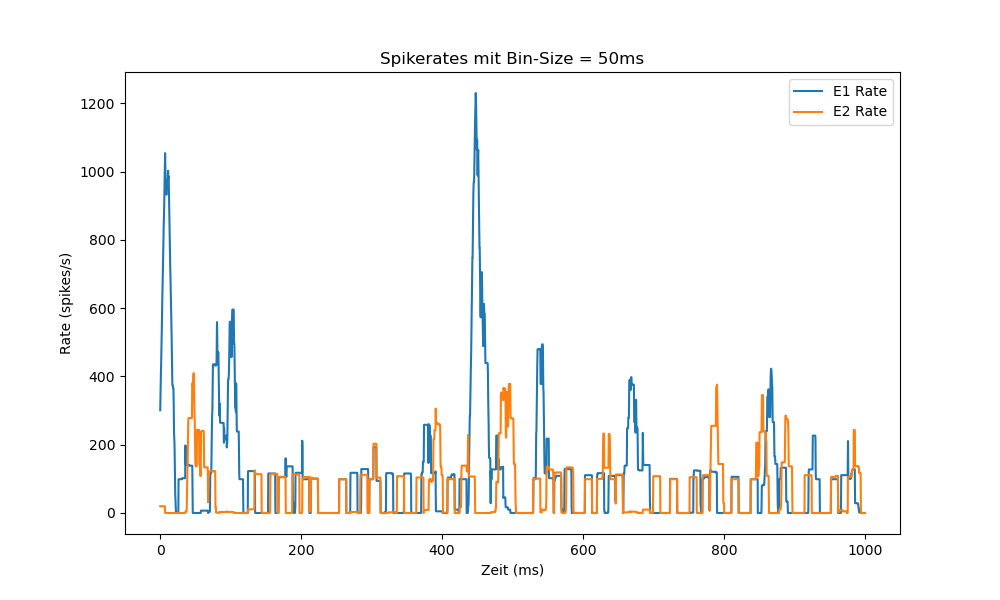 Spikerates mit Bin-Size = 50ms
E1 Rate
E2 Rate
1200
1000
800
600
400
200
0
Rate (spikes/s)
0 200 400 600 800 1000
Zeit (ms)